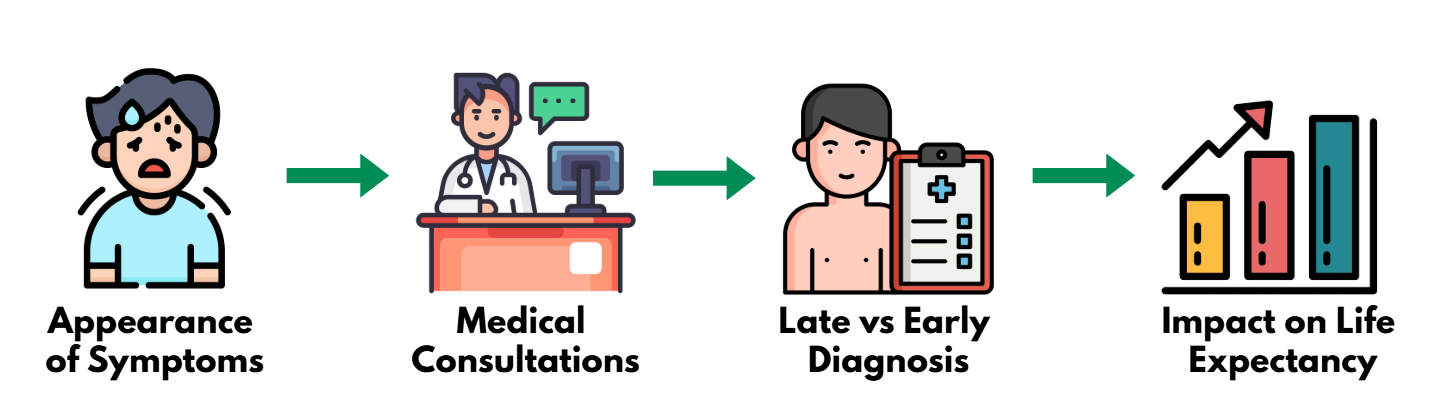 Appearance
of Symptoms
Medical
Consultations
Late vs Early
Diagnosis
Impact on Life
Expectancy